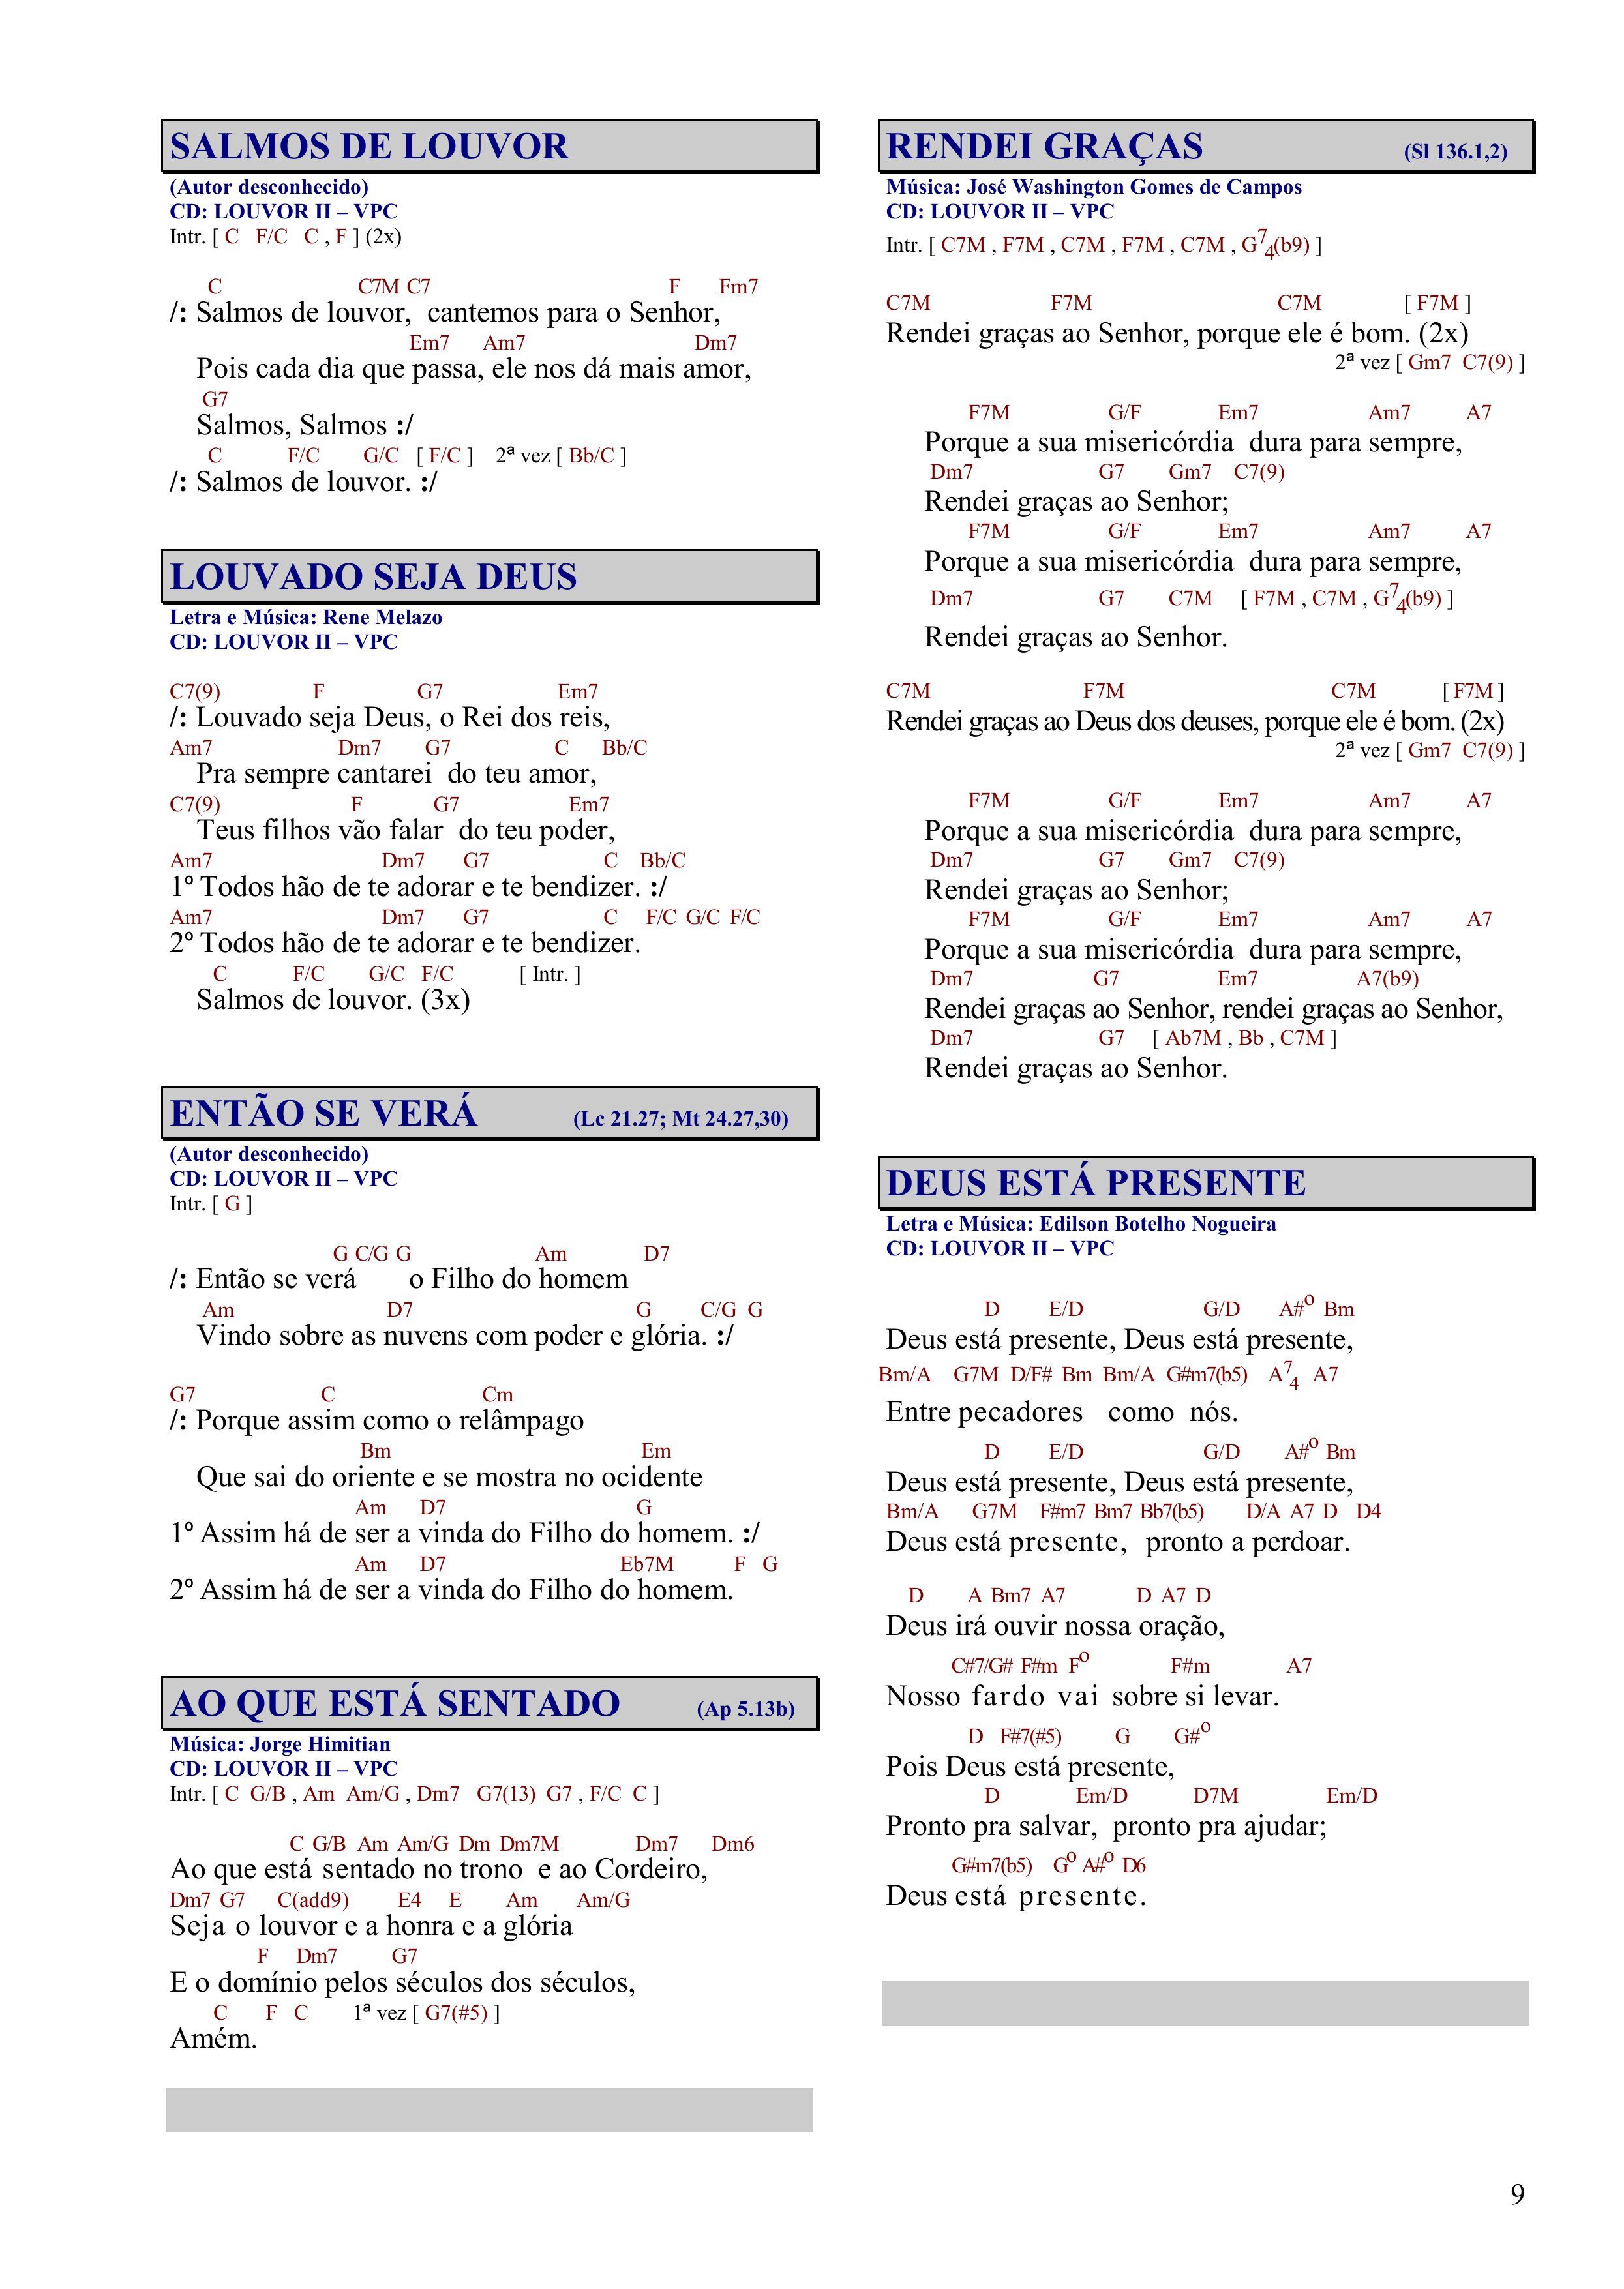 SALMOS DE LOUVOR
(Autor desconhecido)
CD: LOUVOR II – VPC
Intr. [ C F/C C , F ] (2x)
C C7M C7 F Fm7
/: Salmos de louvor, cantemos para o Senhor,
Em7 Am7 Dm7
Pois cada dia que passa, ele nos dá mais amor,
G7
Salmos, Salmos :/
C F/C G/C [ F/C ] 2ª vez [ Bb/C ]
/: Salmos de louvor. :/
LOUVADO SEJA DEUS
Letra e Música: Rene Melazo
CD: LOUVOR II – VPC
C7(9) F G7 Em7
/: Louvado seja Deus, o Rei dos reis,
Am7 Dm7 G7 C Bb/C
Pra sempre cantarei do teu amor,
C7(9) F G7 Em7
Teus filhos vão falar do teu poder,
Am7 Dm7 G7 C Bb/C
1º Todos hão de te adorar e te bendizer. :/
Am7 Dm7 G7 C F/C G/C F/C
2º Todos hão de te adorar e te bendizer.
C F/C G/C F/C [ Intr. ]
Salmos de louvor. (3x)
ENTÃO SE VERÁ (Lc 21.27; Mt 24.27,30)
(Autor desconhecido)
CD: LOUVOR II – VPC
Intr. [ G ]
G C/G G Am D7
/: Então se verá o Filho do homem
Am D7 G C/G G
Vindo sobre as nuvens com poder e glória. :/
G7 C Cm
/: Porque assim como o relâmpago
Bm Em
Que sai do oriente e se mostra no ocidente
Am D7 G
1º Assim há de ser a vinda do Filho do homem. :/
Am D7 Eb7M F G
2º Assim há de ser a vinda do Filho do homem.
AO QUE ESTÁ SENTADO (Ap 5.13b)
Música: Jorge Himitian
CD: LOUVOR II – VPC
Intr. [ C G/B , Am Am/G , Dm7 G7(13) G7 , F/C C ]
C G/B Am Am/G Dm Dm7M Dm7 Dm6
Ao que está sentado no trono e ao Cordeiro,
Dm7 G7 C(add9) E4 E Am Am/G
Seja o louvor e a honra e a glória
F Dm7 G7
E o domínio pelos séculos dos séculos,
C F C 1ª vez [ G7(#5) ]
Amém.
RENDEI GRAÇAS (Sl 136.1,2)
Música: José Washington Gomes de Campos
CD: LOUVOR II – VPC
Intr. [ C7M , F7M , C7M , F7M , C7M , G74(b9) ]
C7M F7M C7M [ F7M ]
Rendei graças ao Senhor, porque ele é bom. (2x)
2ª vez [ Gm7 C7(9) ]
F7M G/F Em7 Am7 A7
Porque a sua misericórdia dura para sempre,
Dm7 G7 Gm7 C7(9)
Rendei graças ao Senhor;
F7M G/F Em7 Am7 A7
Porque a sua misericórdia dura para sempre,
Dm7 G7 C7M [ F7M , C7M , G74(b9) ]
Rendei graças ao Senhor.
C7M F7M C7M [ F7M ]
Rendei graças ao Deus dos deuses, porque ele é bom. (2x)
2ª vez [ Gm7 C7(9) ]
F7M G/F Em7 Am7 A7
Porque a sua misericórdia dura para sempre,
Dm7 G7 Gm7 C7(9)
Rendei graças ao Senhor;
F7M G/F Em7 Am7 A7
Porque a sua misericórdia dura para sempre,
Dm7 G7 Em7 A7(b9)
Rendei graças ao Senhor, rendei graças ao Senhor,
Dm7 G7 [ Ab7M , Bb , C7M ]
Rendei graças ao Senhor.
DEUS ESTÁ PRESENTE
Letra e Música: Edilson Botelho Nogueira
CD: LOUVOR II – VPC
D E/D G/D A#º Bm
Deus está presente, Deus está presente,
Bm/A G7M D/F# Bm Bm/A G#m7(b5) A74 A7
Entre pecadores como nós.
D E/D G/D A#º Bm
Deus está presente, Deus está presente,
Bm/A G7M F#m7 Bm7 Bb7(b5) D/A A7 D D4
Deus está presente, pronto a perdoar.
D A Bm7 A7 D A7 D
Deus irá ouvir nossa oração,
C#7/G# F#m Fº F#m A7
Nosso fardo vai sobre si levar.
D F#7(#5) G G#º
Pois Deus está presente,
D Em/D D7M Em/D
Pronto pra salvar, pronto pra ajudar;
G#m7(b5) Gº A#º D6
Deus está presente.
9